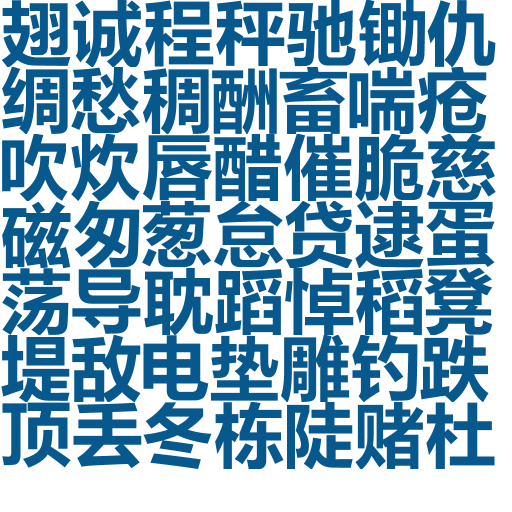 翅诚程秤驰锄仇
绸愁稠酬畜喘疮
吹炊唇醋催脆慈
磁匆葱怠贷逮蛋
荡导耽蹈悼稻凳
堤敌电垫雕钓跌
顶丢冬栋陡赌杜